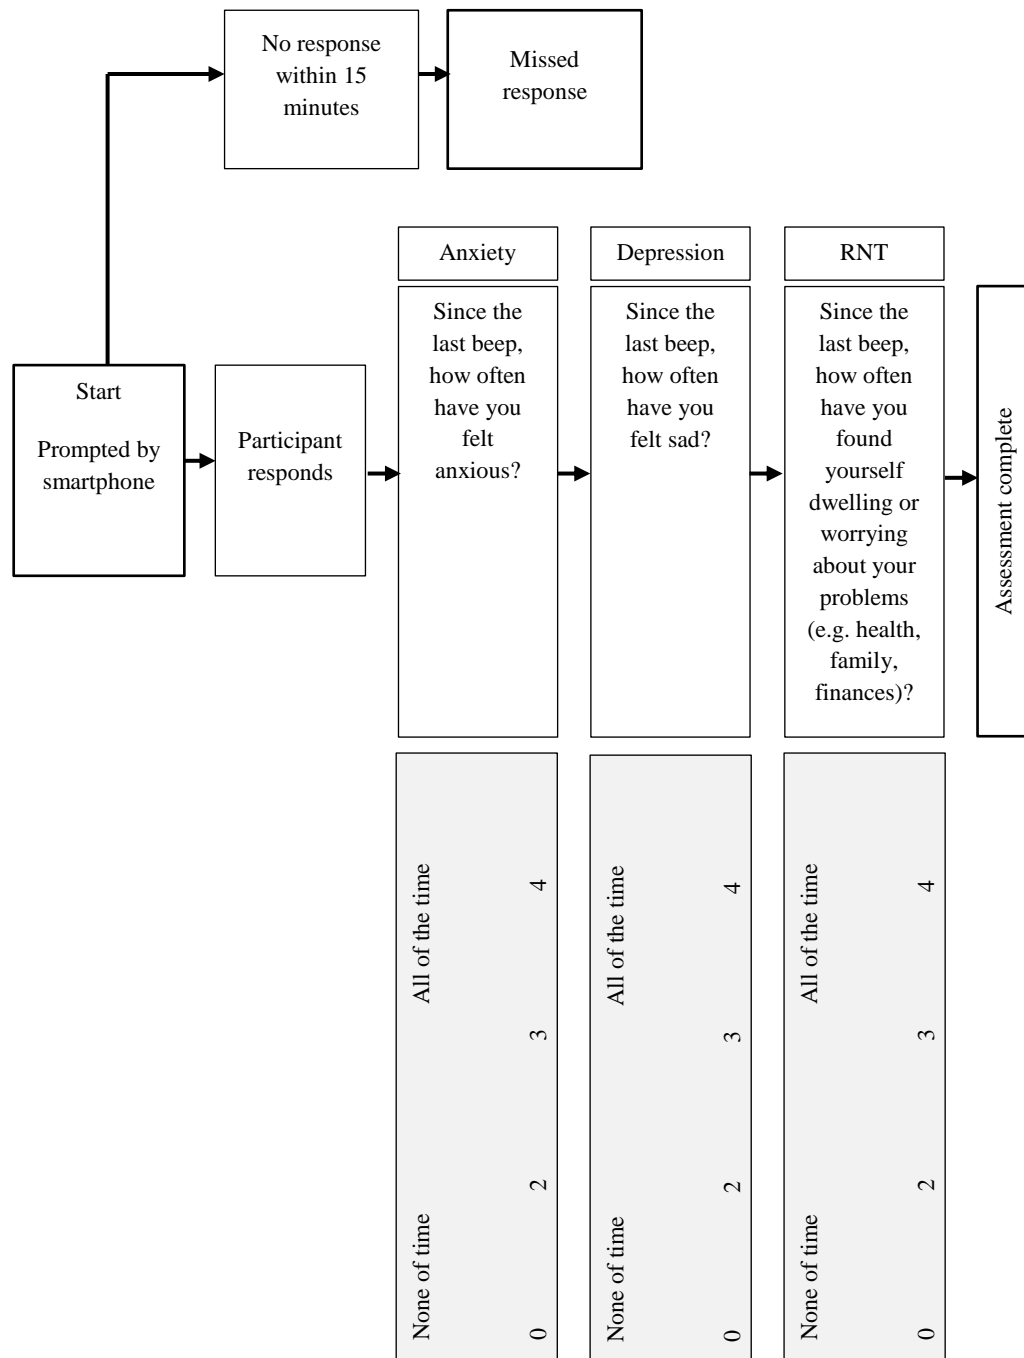 No response
within 15
minutes
Missed
response
Start
Prompted by
smartphone
Participant
responds
Anxiety
Since the
last beep,
how often
have you
felt
anxious?
Depression
Since the
last beep,
how often
have you
felt sad?
RNT
Since the
last beep,
how often
have you
found
yourself
dwelling or
worrying
about your
problems
(e.g. health,
family,
finances)?
Assessment complete
None of time All of the time
0 2 3 4
None of time All of the time
0 2 3 4
None of time All of the time
0 2 3 4